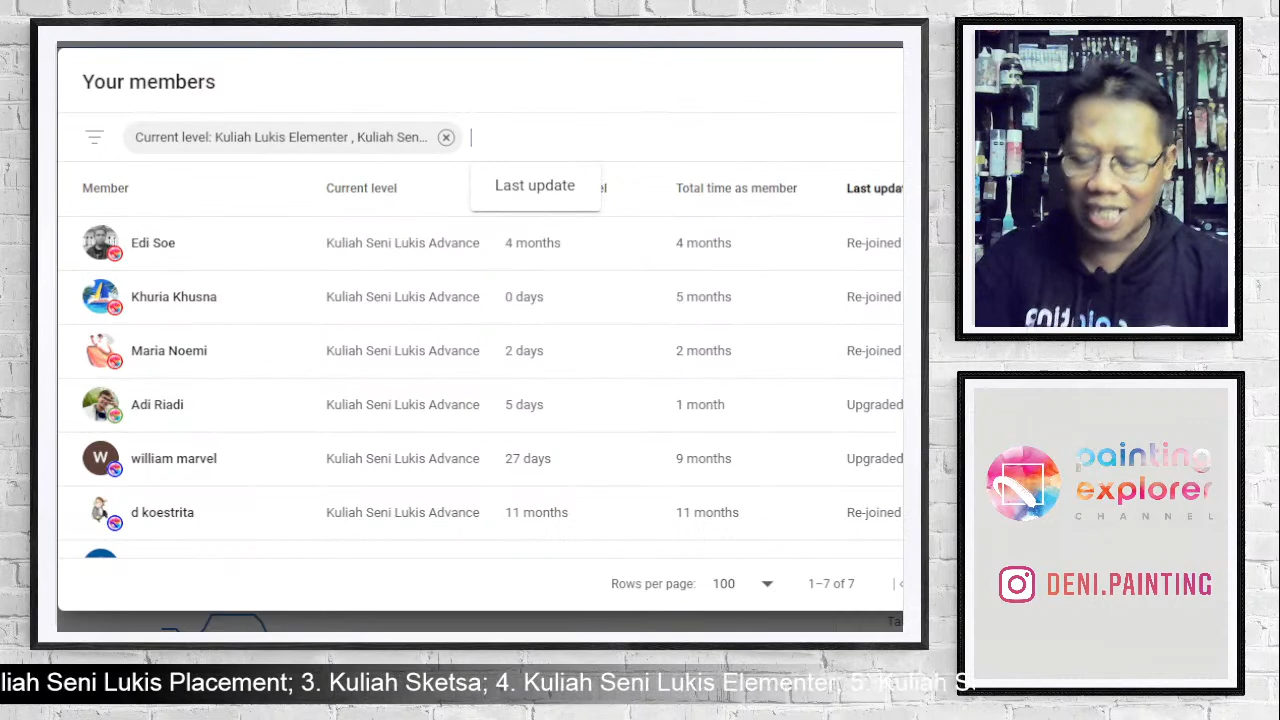 Your members
Current level: Kuliah Lukis Elementer , Kuliah Sen...
Last update
Member Current level Total time as member Last upda
Edi Soe Kuliah Seni Lukis Advance 4 months 4 months Re-joined
Khuria Khusna Kuliah Seni Lukis Advance 0 days 5 months Re-joined
Maria Noemi Kuliah Seni Lukis Advance 2 days 2 months Re-joined
Adi Riadi Kuliah Seni Lukis Advance 5 days 1 month Upgraded
W
william marvel Kuliah Seni Lukis Advance 27 days 9 months Upgraded
d koestrita Kuliah Seni Lukis Advance 11 months 11 months Re-joined
Rows per page: 100 1–7 of 7
painting
explorer
CHANNEL
DENI.PAINTING
liah Seni Lukis Placement; 3. Kuliah Sketsa; 4. Kuliah Seni Lukis Elementer; 5. Kuliah S